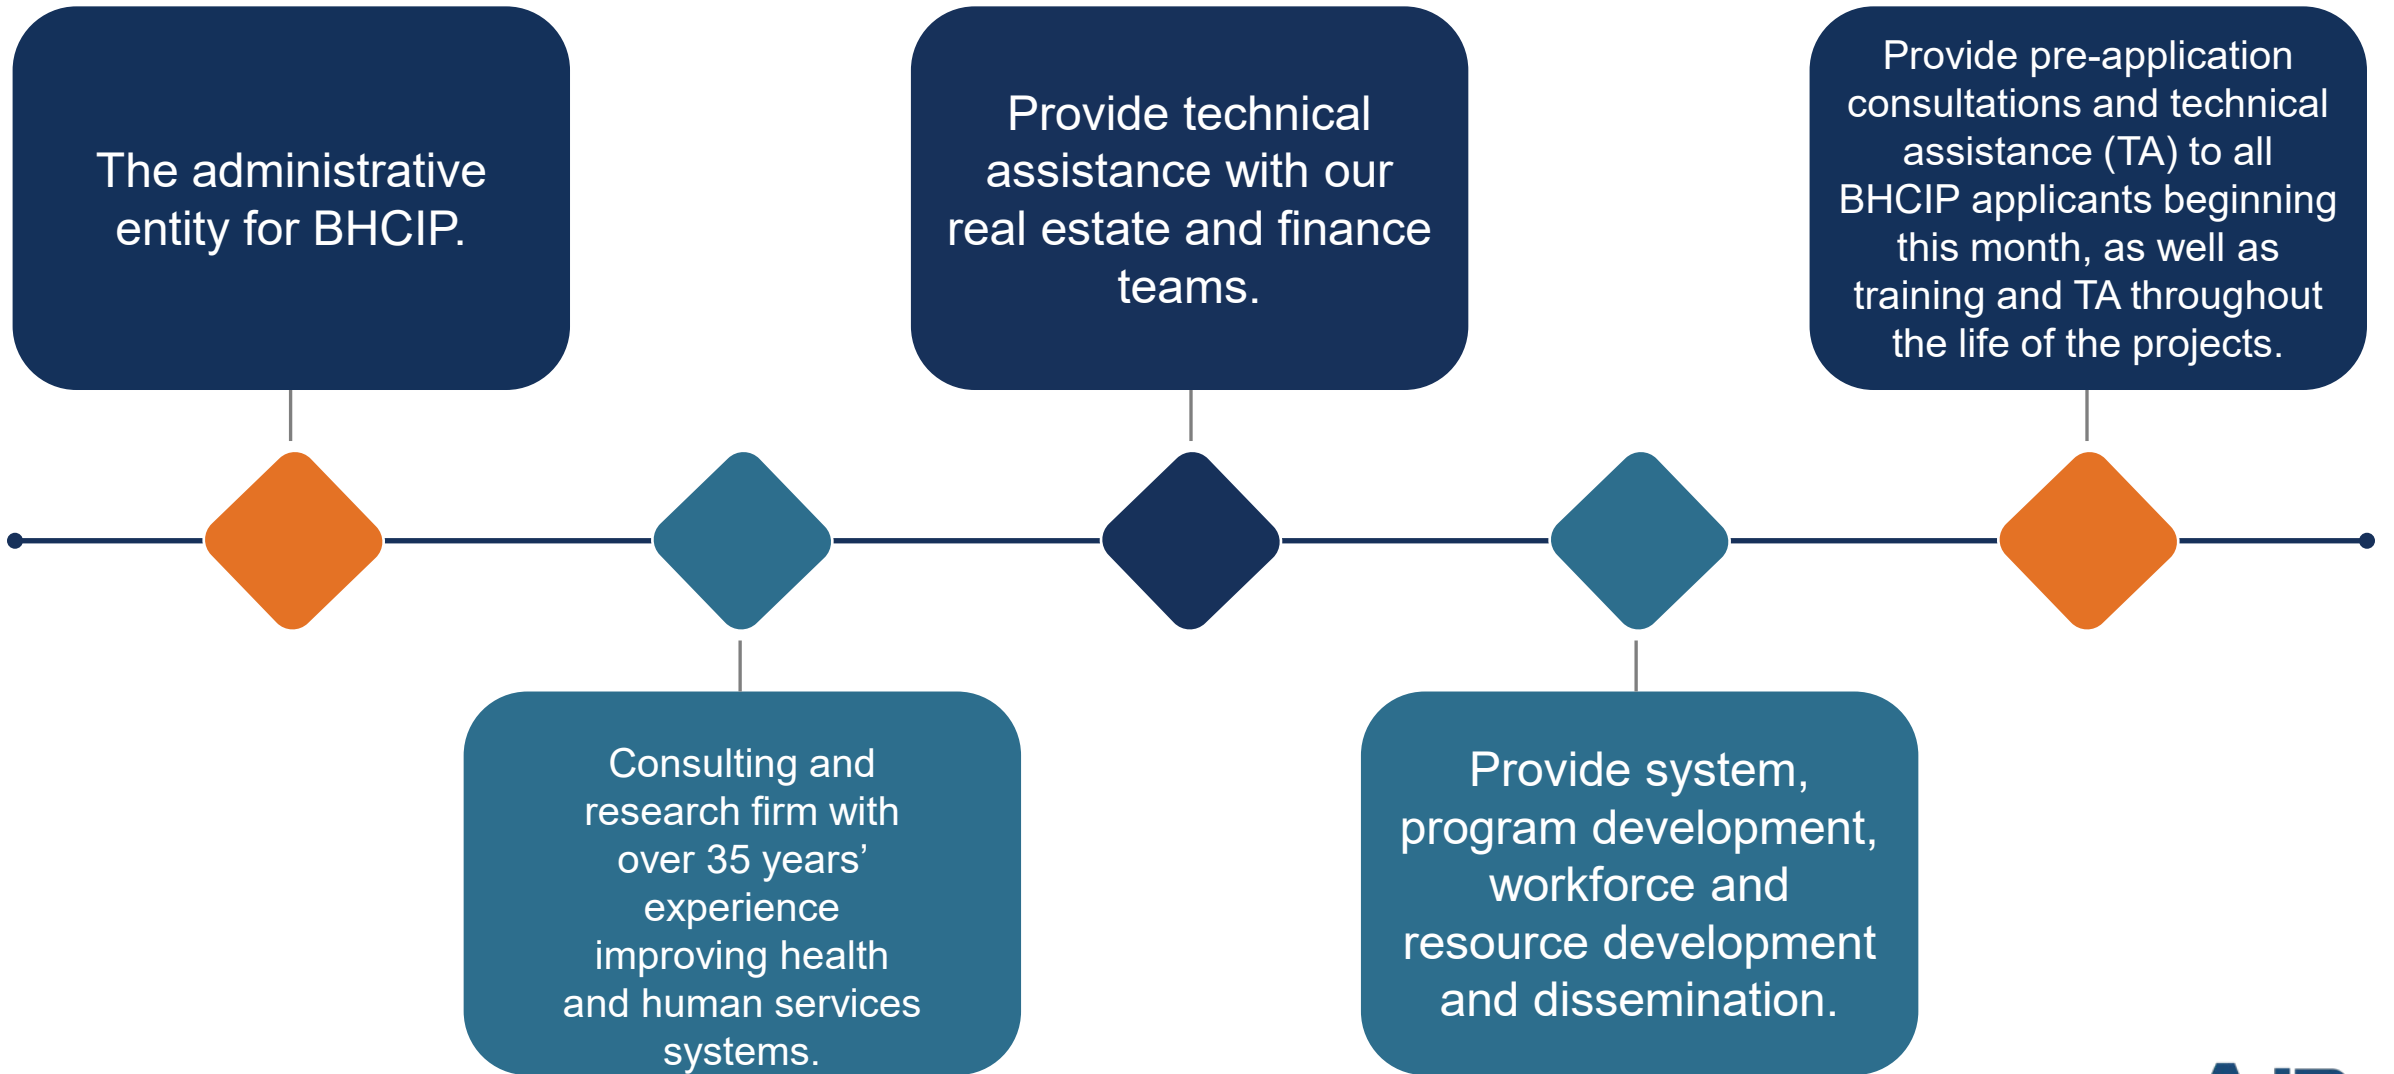 The administrative
entity for BHCIP.
Consulting and
research firm with
over 35 years’
experience
improving health
and human services
systems.
Provide technical
assistance with our
real estate and finance
teams.
Provide system,
program development,
workforce and
resource development
and dissemination.
Provide pre-application
consultations and technical
assistance (TA) to all
BHCIP applicants beginning
this month, as well as
training and TA throughout
the life of the projects.